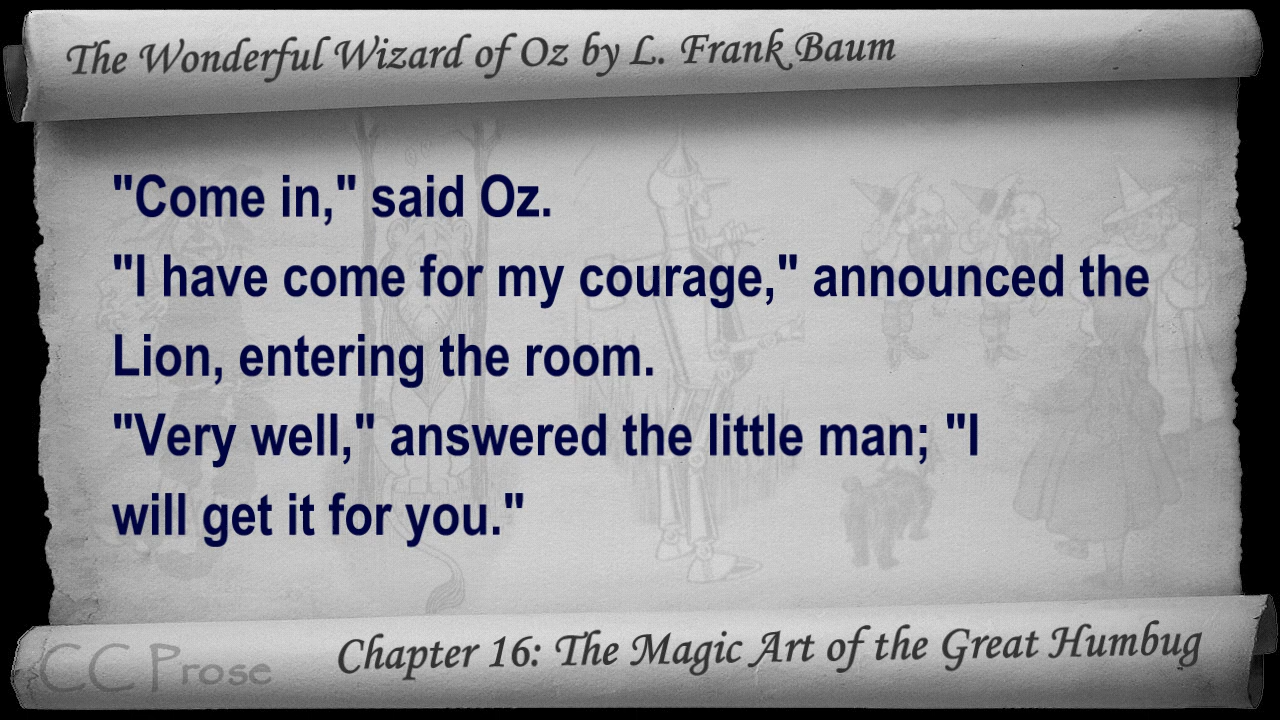 The Wonderful Wizard of Oz by L. Frank Baum
"Come in," said Oz.
"I have come for my courage," announced the
Lion, entering the room.
"Very well," answered the little man; "I
will get it for you."
CC Prose
Chapter 16: The Magic Art of the Great Humbug